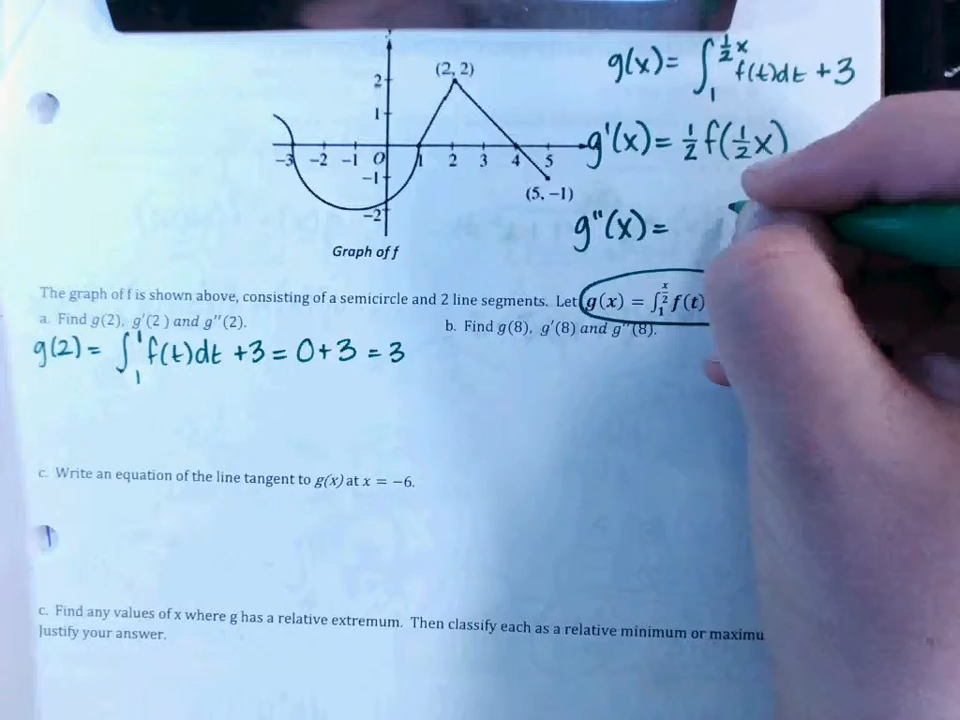 2
(2, 2)
g(x) = ∫₁^{½x} f(t)dt + 3
1
-3 -2 -1 O 1 2 3 4 5
g'(x) = ½ f(½x)
-1
(5, -1)
-2
g"(x) =
Graph of f
The graph of f is shown above, consisting of a semicircle and 2 line segments. Let g(x) = ∫₁^{x/2} f(t)
a. Find g(2), g'(2) and g"(2). b. Find g(8), g'(8) and g"(8).
g(2) = ∫₁¹ f(t)dt + 3 = 0 + 3 = 3
c. Write an equation of the line tangent to g(x) at x = −6.
c. Find any values of x where g has a relative extremum. Then classify each as a relative minimum or maximu
Justify your answer.